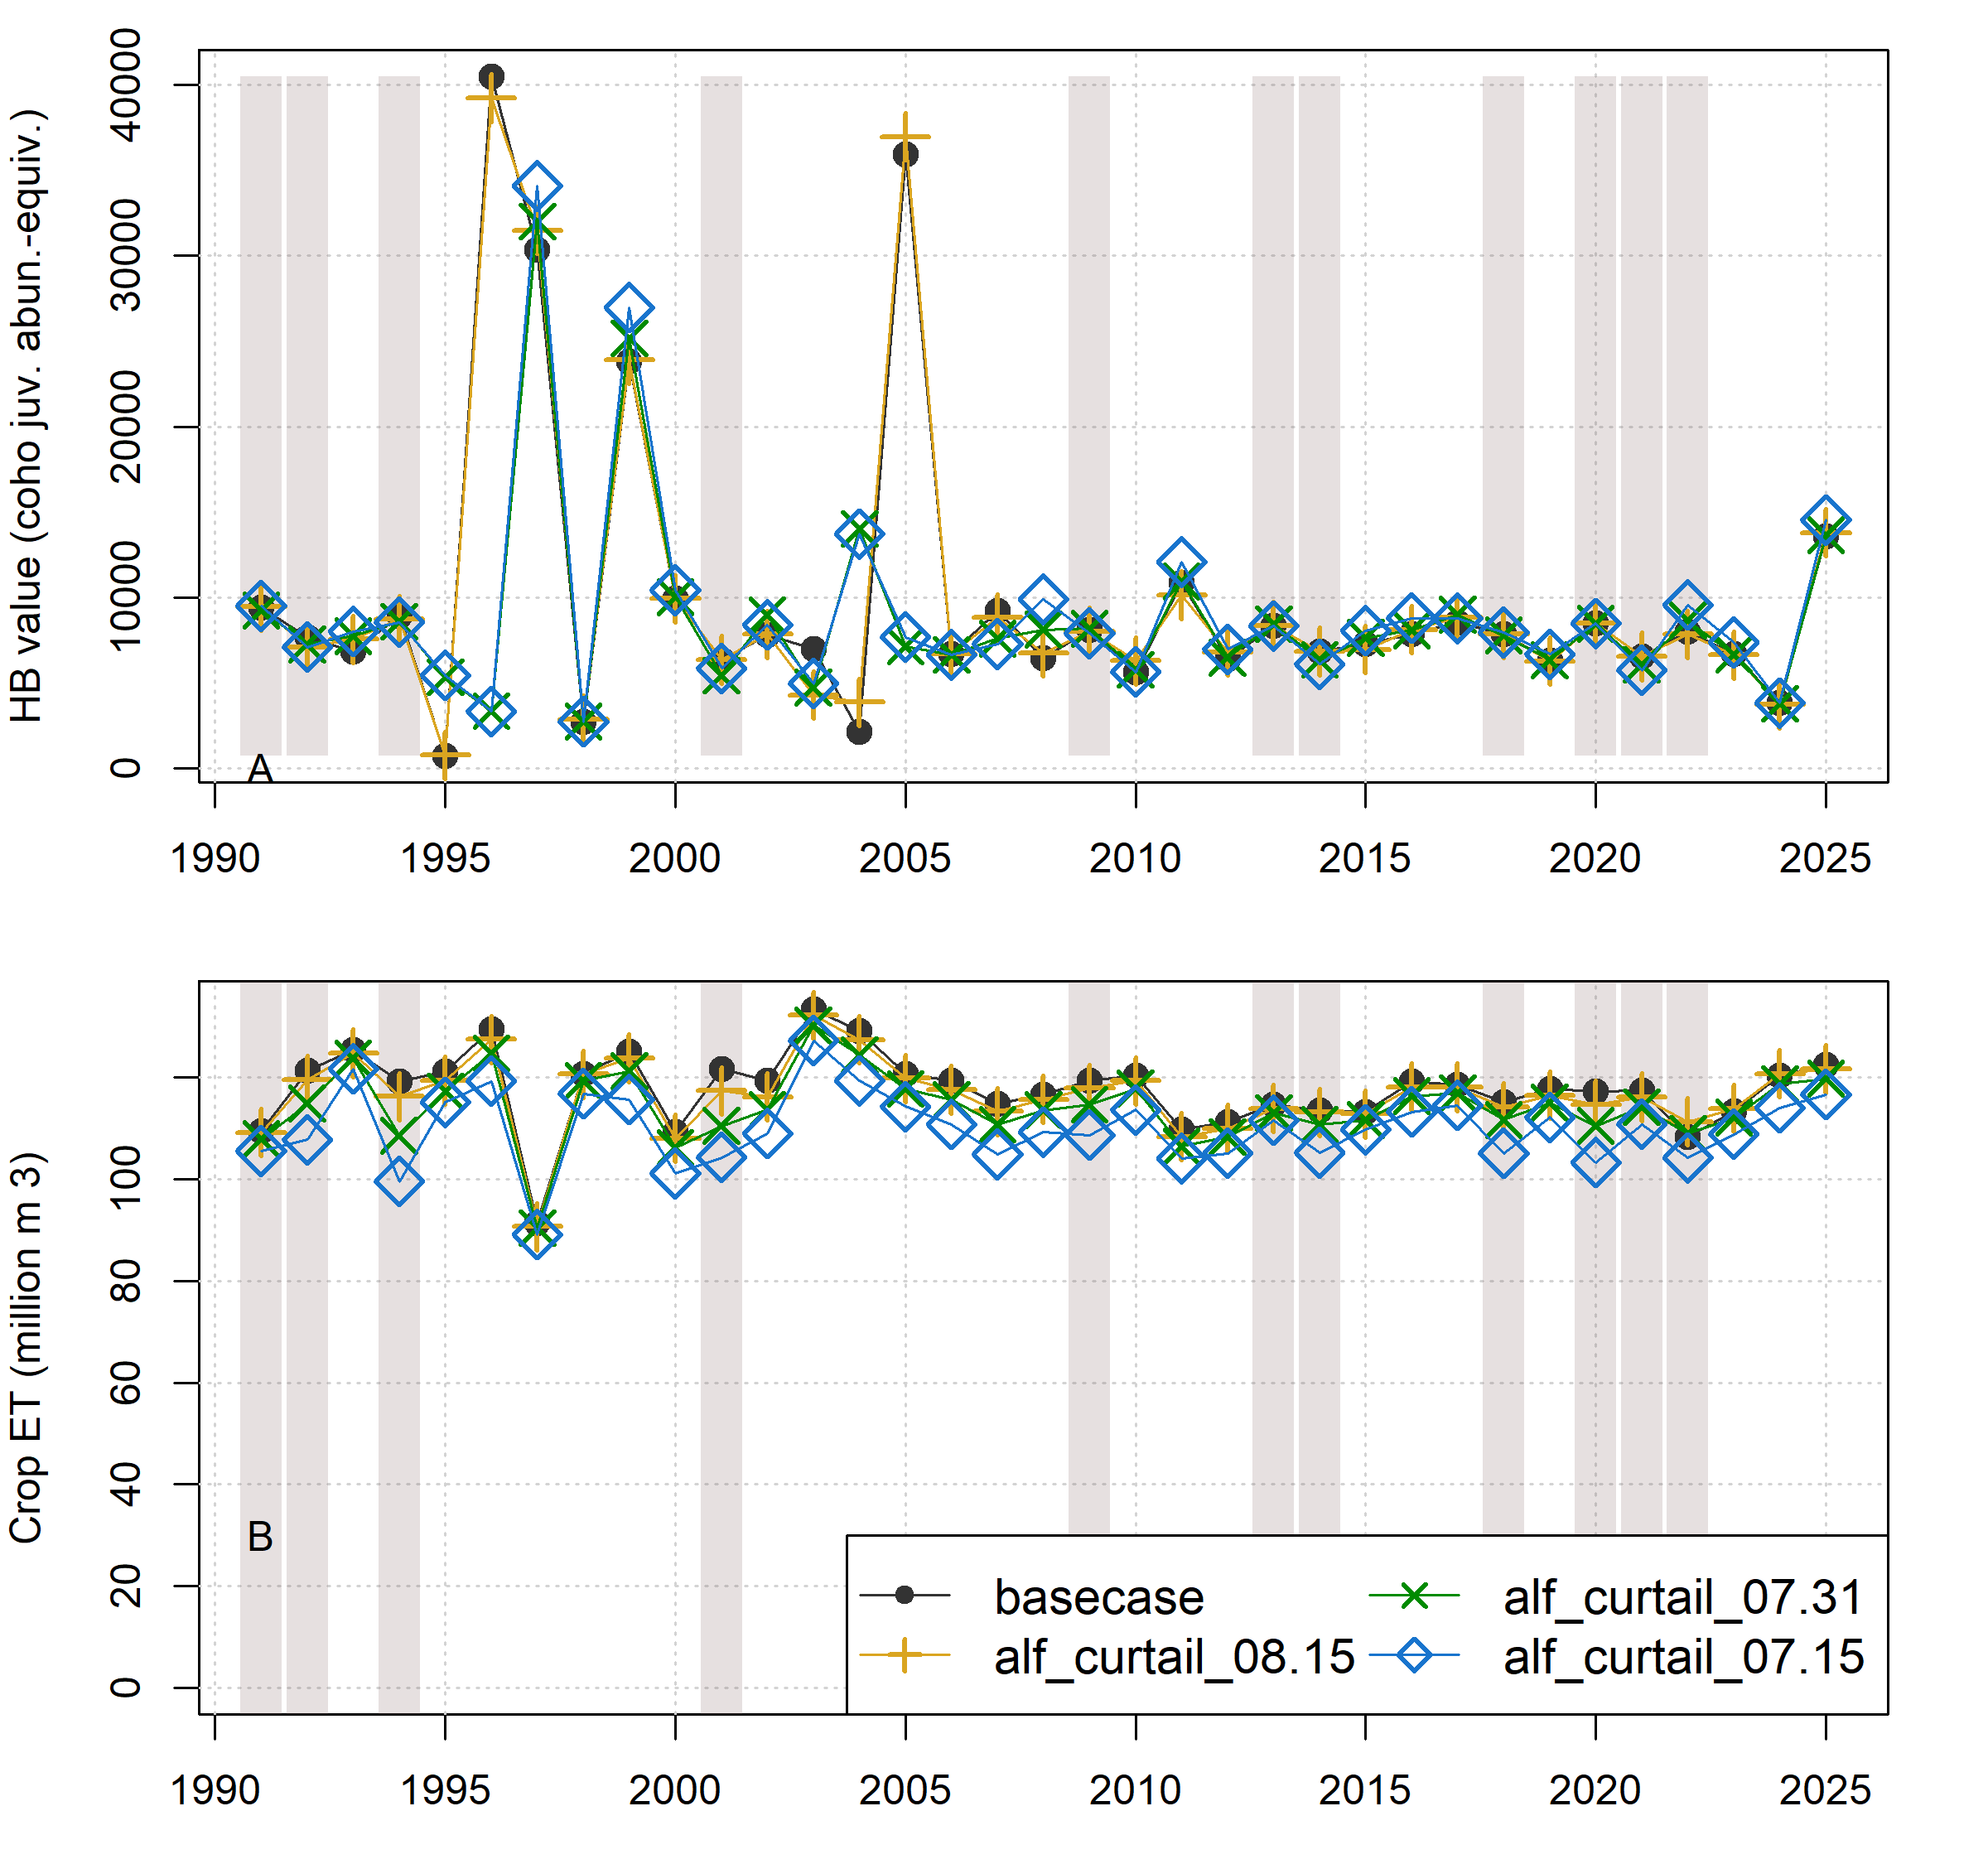 HB value (coho juv. abun.-equiv.)
40000
30000
20000
10000
0
A
1990 1995 2000 2005 2010 2015 2020 2025
Crop ET (million m 3)
100
80
60
40
20
0
B
basecase
alf_curtail_08.15
alf_curtail_07.31
alf_curtail_07.15
1990 1995 2000 2005 2010 2015 2020 2025